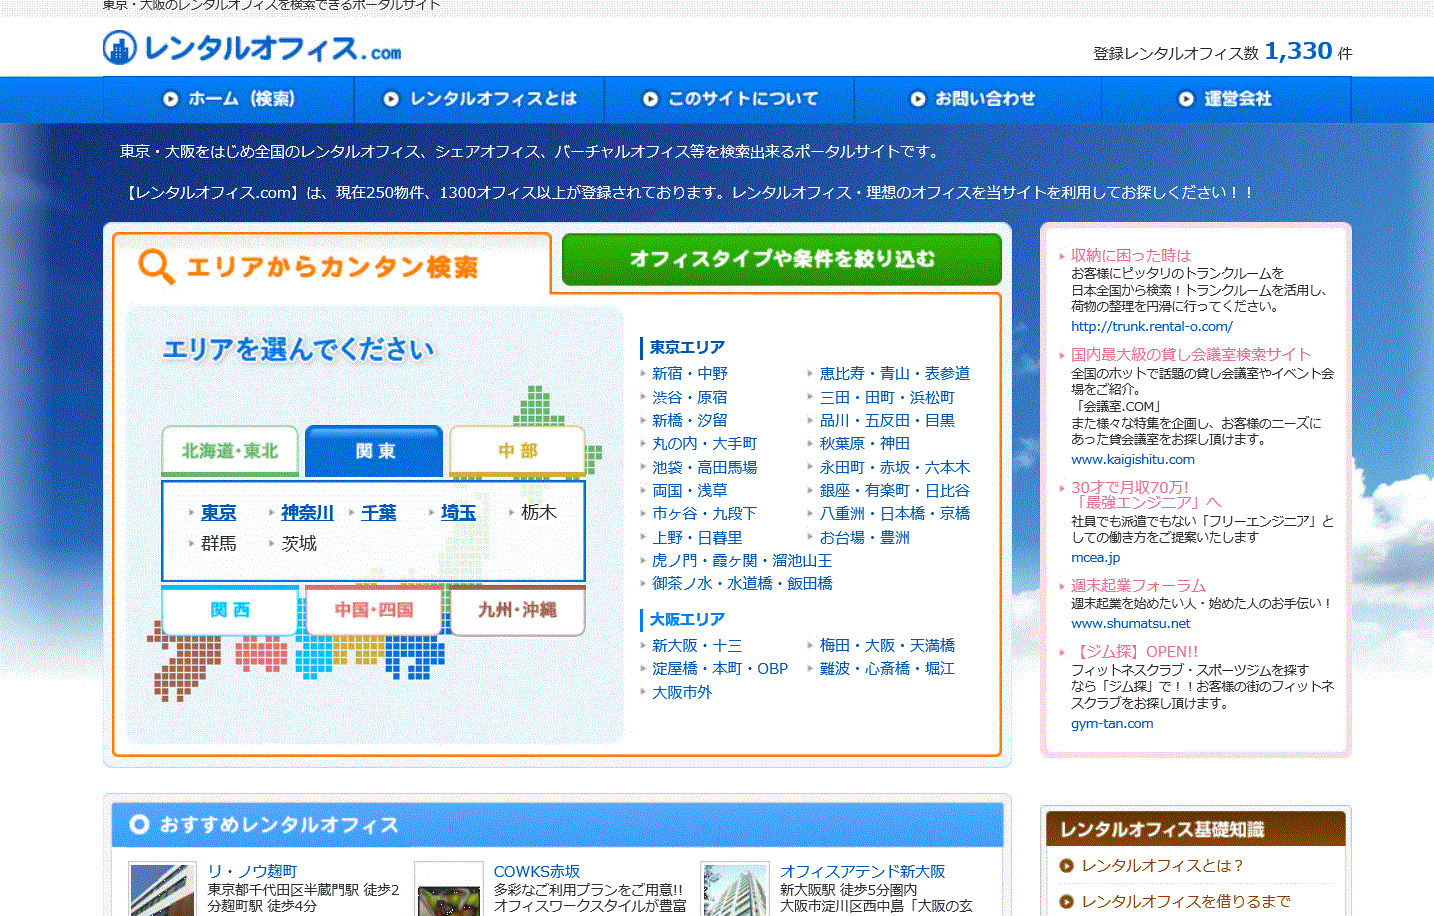 東京・大阪のレンタルオフィスを検索できるポータルサイト
レンタルオフィス.com
登録レンタルオフィス数 1,330 件
ホーム（検索）
レンタルオフィスとは
このサイトについて
お問い合わせ
運営会社
東京・大阪をはじめ全国のレンタルオフィス、シェアオフィス、バーチャルオフィス等を検索出来るポータルサイトです。
【レンタルオフィス.com】は、現在250物件、1300オフィス以上が登録されております。レンタルオフィス・理想のオフィスを当サイトを利用してお探しください！！
エリアからカンタン検索
オフィスタイプや条件を絞り込む
エリアを選んでください
北海道・東北
関東
中部
東京
神奈川
千葉
埼玉
栃木
群馬
茨城
関西
中国・四国
九州・沖縄
東京エリア
新宿・中野
恵比寿・青山・表参道
渋谷・原宿
三田・田町・浜松町
新橋・汐留
品川・五反田・目黒
丸の内・大手町
秋葉原・神田
池袋・高田馬場
永田町・赤坂・六本木
両国・浅草
銀座・有楽町・日比谷
市ヶ谷・九段下
八重洲・日本橋・京橋
上野・日暮里
お台場・豊洲
虎ノ門・霞ヶ関・溜池山王
御茶ノ水・水道橋・飯田橋
大阪エリア
新大阪・十三
梅田・大阪・天満橋
淀屋橋・本町・OBP
難波・心斎橋・堀江
大阪市外
収納に困った時は
お客様にピッタリのトランクルームを
日本全国から検索！トランクルームを活用し、
荷物の整理を円滑に行ってください。
http://trunk.rental-o.com/
国内最大級の貸し会議室検索サイト
全国のホットで話題の貸し会議室やイベント会
場をご紹介。
「会議室.COM」
また様々な特集を企画し、お客様のニーズに
あった貸会議室をお探し頂けます。
www.kaigishitu.com
30才で月収70万!
「最強エンジニア」へ
社員でも派遣でもない「フリーエンジニア」と
しての働き方をご提案いたします
mcea.jp
週末起業フォーラム
週末起業を始めたい人・始めた人のお手伝い！
www.shumatsu.net
【ジム探】OPEN!!
フィットネスクラブ・スポーツジムを探す
なら「ジム探」で！！お客様の街のフィットネ
スクラブをお探し頂けます。
gym-tan.com
おすすめレンタルオフィス
リ・ノウ麹町
東京都千代田区半蔵門駅 徒歩2
分麹町駅 徒歩4分
COWKS赤坂
多彩なご利用プランをご用意!!
オフィスワークスタイルが豊富
オフィスアテンド新大阪
新大阪駅 徒歩5分圏内
大阪市淀川区西中島「大阪の玄
レンタルオフィス基礎知識
レンタルオフィスとは？
レンタルオフィスを借りるまで